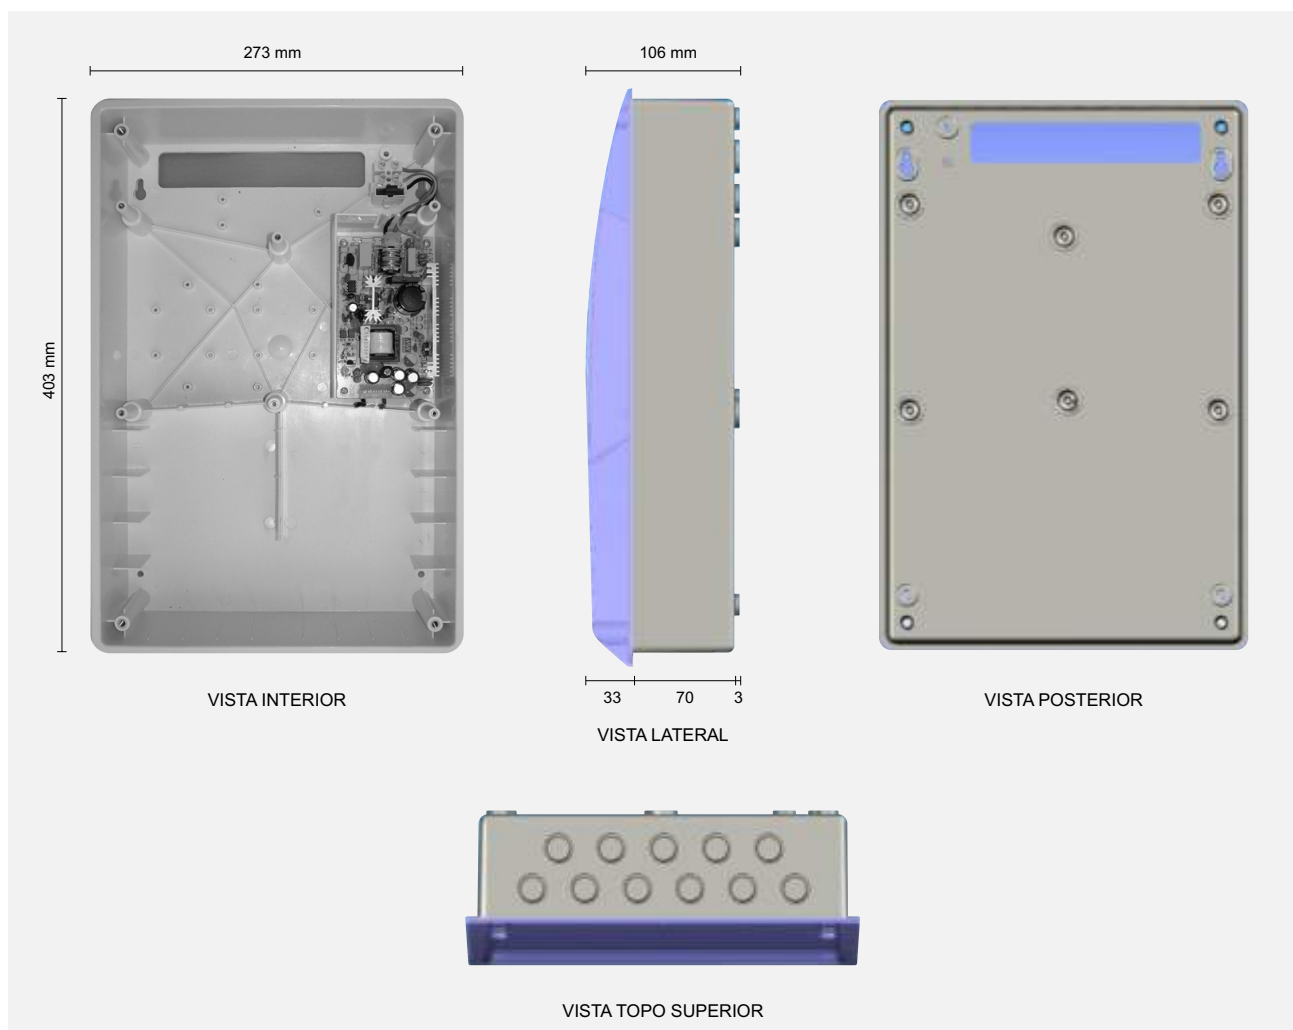 273 mm
106 mm
403 mm
VISTA INTERIOR
33
70
3
VISTA LATERAL
VISTA POSTERIOR
VISTA TOPO SUPERIOR